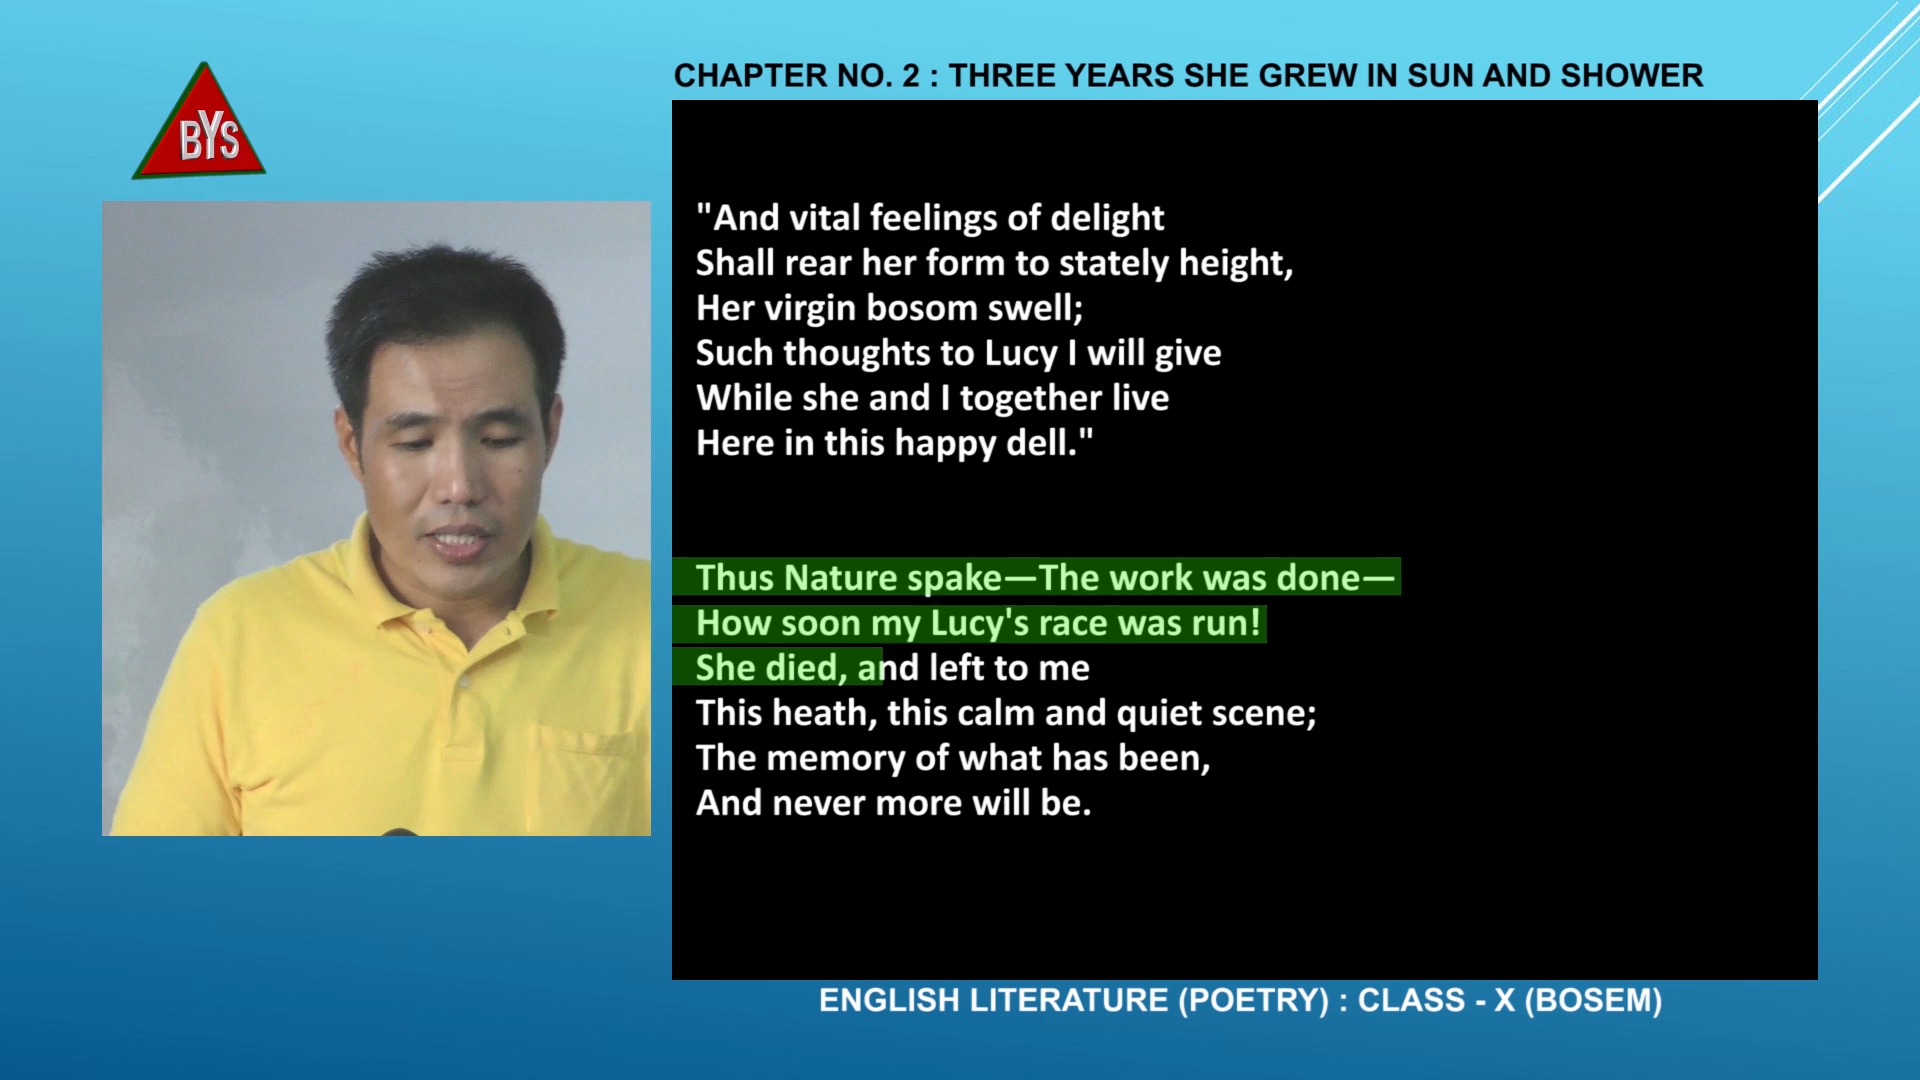 BYS
CHAPTER NO. 2 : THREE YEARS SHE GREW IN SUN AND SHOWER
"And vital feelings of delight
Shall rear her form to stately height,
Her virgin bosom swell;
Such thoughts to Lucy I will give
While she and I together live
Here in this happy dell."
Thus Nature spake—The work was done—
How soon my Lucy's race was run!
She died, and left to me
This heath, this calm and quiet scene;
The memory of what has been,
And never more will be.
ENGLISH LITERATURE (POETRY) : CLASS - X (BOSEM)